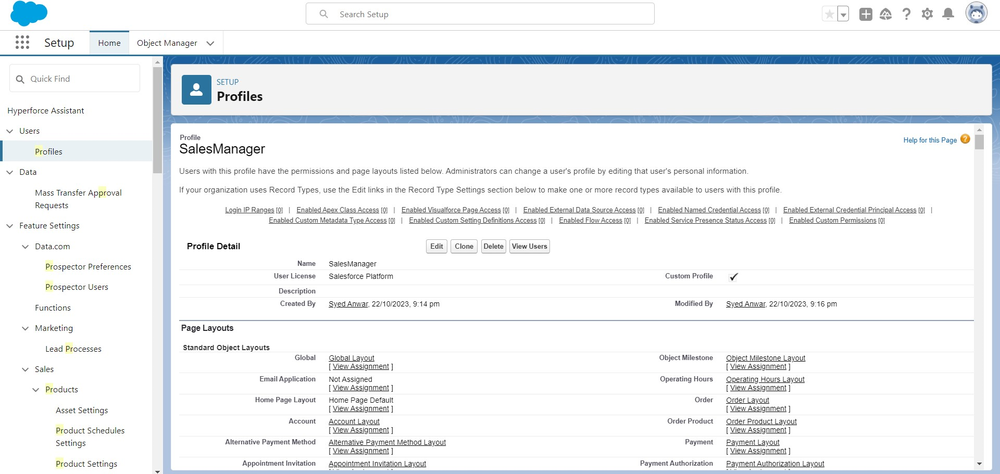 Search Setup
Setup
Home
Object Manager
Quick Find
Hyperforce Assistant
Users
Profiles
Data
Mass Transfer Approval
Requests
Feature Settings
Data.com
Prospector Preferences
Prospector Users
Functions
Marketing
Lead Processes
Sales
Products
Asset Settings
Product Schedules
Settings
Product Settings
SETUP
Profiles
Profile
SalesManager
Help for this Page ?
Users with this profile have the permissions and page layouts listed below. Administrators can change a user's profile by editing that user's personal information.
If your organization uses Record Types, use the Edit links in the Record Type Settings section below to make one or more record types available to users with this profile.
Login IP Ranges [0] | Enabled Apex Class Access [0] | Enabled Visualforce Page Access [0] | Enabled External Data Source Access [0] | Enabled Named Credential Access [0] | Enabled External Credential Principal Access [0] |
Enabled Custom Metadata Type Access [0] | Enabled Custom Setting Definitions Access [0] | Enabled Flow Access [0] | Enabled Service Presence Status Access [0] | Enabled Custom Permissions [0]
Profile Detail
Edit Clone Delete View Users
Name SalesManager
User License Salesforce Platform Custom Profile ✓
Description
Created By Syed Anwar, 22/10/2023, 9:14 pm Modified By Syed Anwar, 22/10/2023, 9:16 pm
Page Layouts
Standard Object Layouts
Global Global Layout Object Milestone Object Milestone Layout
[ View Assignment ] [ View Assignment ]
Email Application Not Assigned Operating Hours Operating Hours Layout
[ View Assignment ] [ View Assignment ]
Home Page Layout Home Page Default Order Order Layout
[ View Assignment ] [ View Assignment ]
Account Account Layout Order Product Order Product Layout
[ View Assignment ] [ View Assignment ]
Alternative Payment Method Alternative Payment Method Layout Payment Payment Layout
[ View Assignment ] [ View Assignment ]
Appointment Invitation Appointment Invitation Layout Payment Authorization Payment Authorization Layout